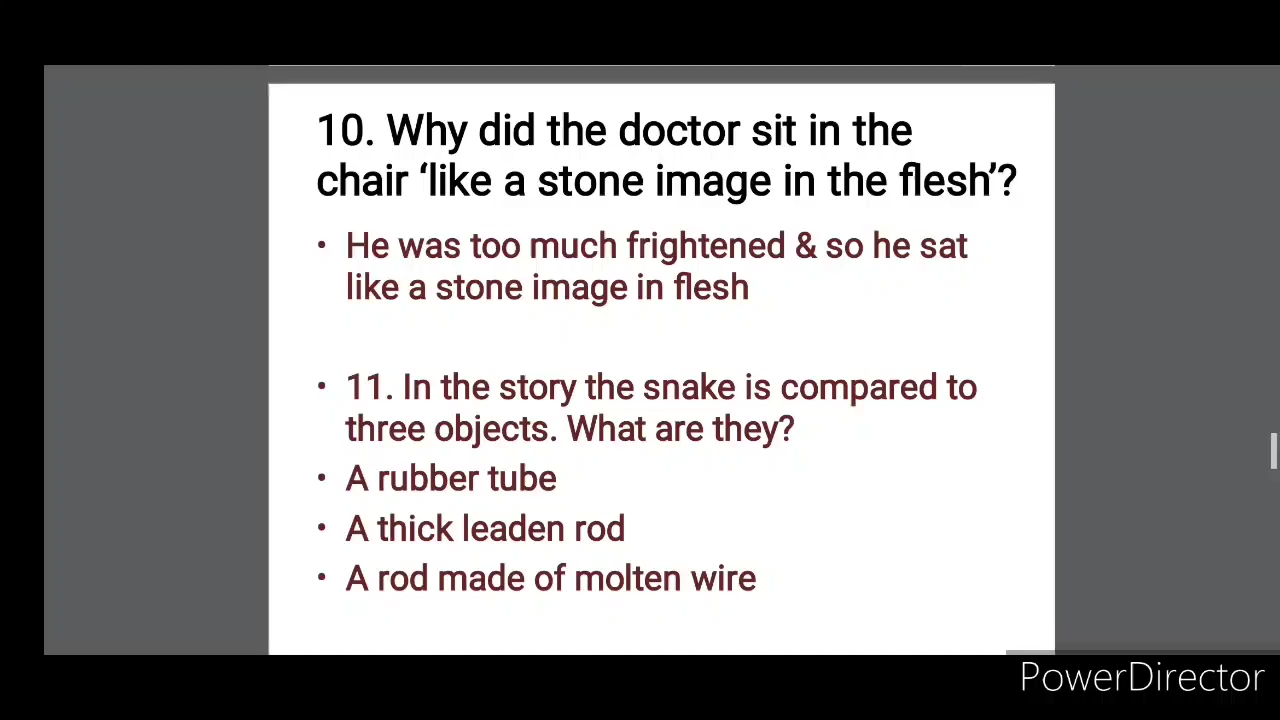 10. Why did the doctor sit in the
chair ‘like a stone image in the flesh’?
• He was too much frightened & so he sat
like a stone image in flesh
• 11. In the story the snake is compared to
three objects. What are they?
• A rubber tube
• A thick leaden rod
• A rod made of molten wire
PowerDirector